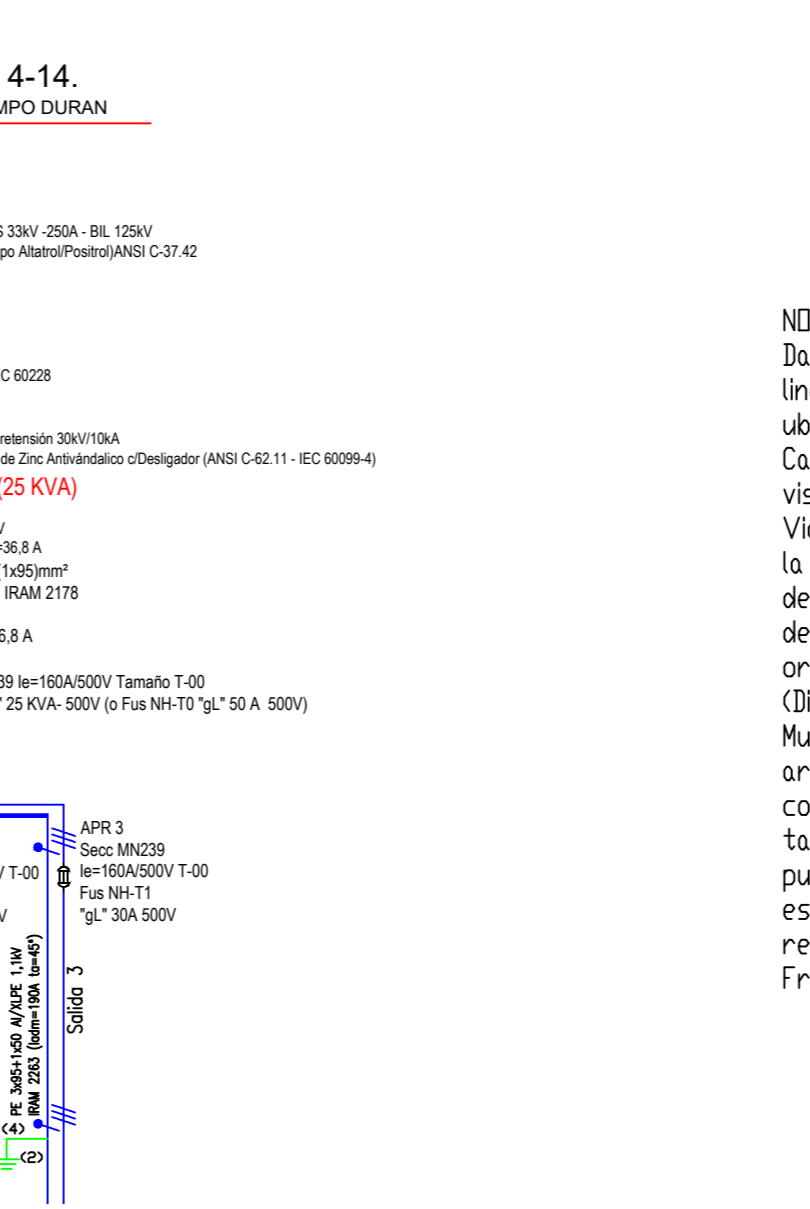 4-14.
MPO DURAN
S 33kV -250A - BIL 125kV
po Altatrol/Positrol)ANSI C-37.42
C 60228
retensión 30kV/10kA
de Zinc Antivándalico c/Desligador (ANSI C-62.11 - IEC 60099-4)
(25 KVA)
V
=36,8 A
(1x95)mm²
IRAM 2178
6,8 A
39 Ie=160A/500V Tamaño T-00
" 25 KVA- 500V (o Fus NH-T0 "gL" 50 A 500V)
APR 3
Secc MN239
Ie=160A/500V T-00
Fus NH-T1
"gL" 30A 500V
V T-00
V
PE 3x95+1x50 Al/XLPE 1,1kV
IRAM 2263 (Iadm=190A ta=45°)
Salida 3
(4)
(2)
NO
Da
lin
ub
Ca
vis
Vi
la
de
de
or
(Di
Mu
ar
co
ta
pu
es
re
Fr